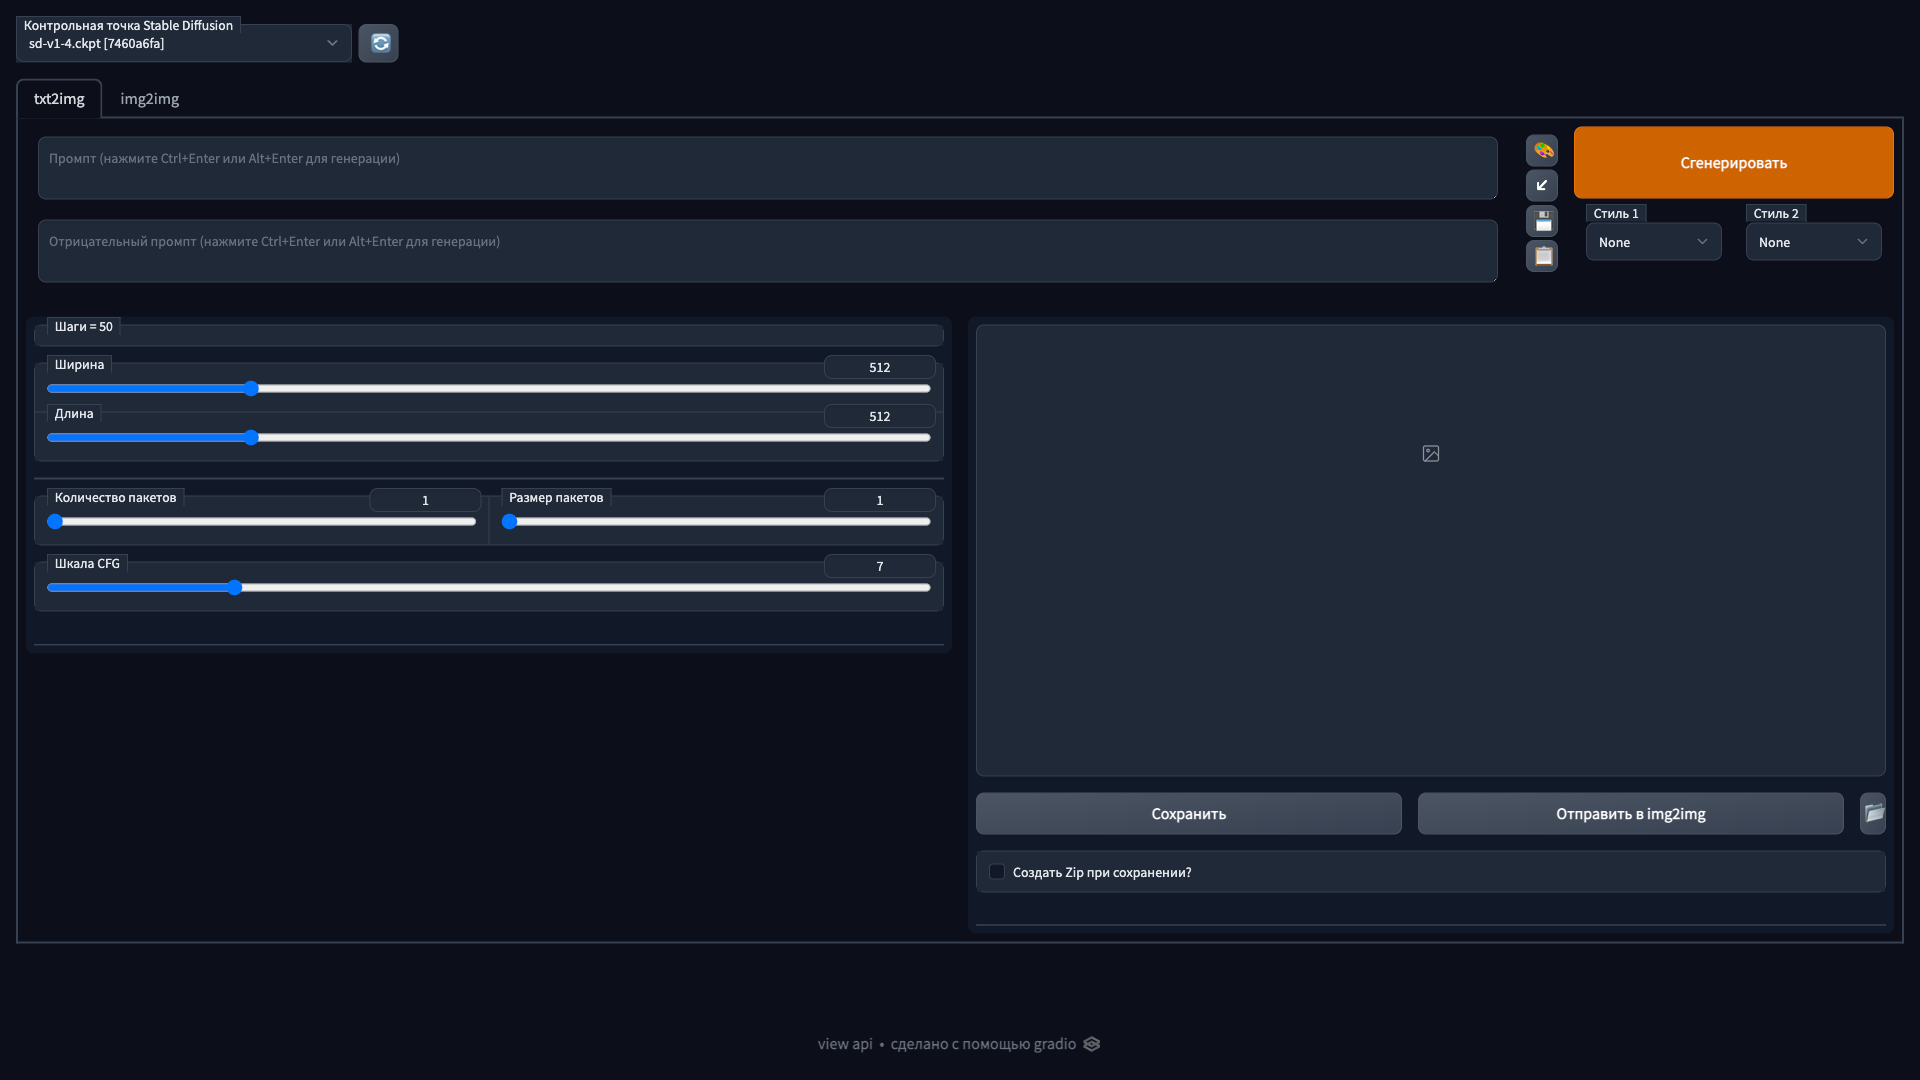 Контрольная точка Stable Diffusion
sd-v1-4.ckpt [7460a6fa]
txt2img
img2img
Промпт (нажмите Ctrl+Enter или Alt+Enter для генерации)
Отрицательный промпт (нажмите Ctrl+Enter или Alt+Enter для генерации)
Сгенерировать
Стиль 1
None
Стиль 2
None
Шаги = 50
Ширина
512
Длина
512
Количество пакетов
1
Размер пакетов
1
Шкала CFG
7
Сохранить
Отправить в img2img
Создать Zip при сохранении?
view api • сделано с помощью gradio